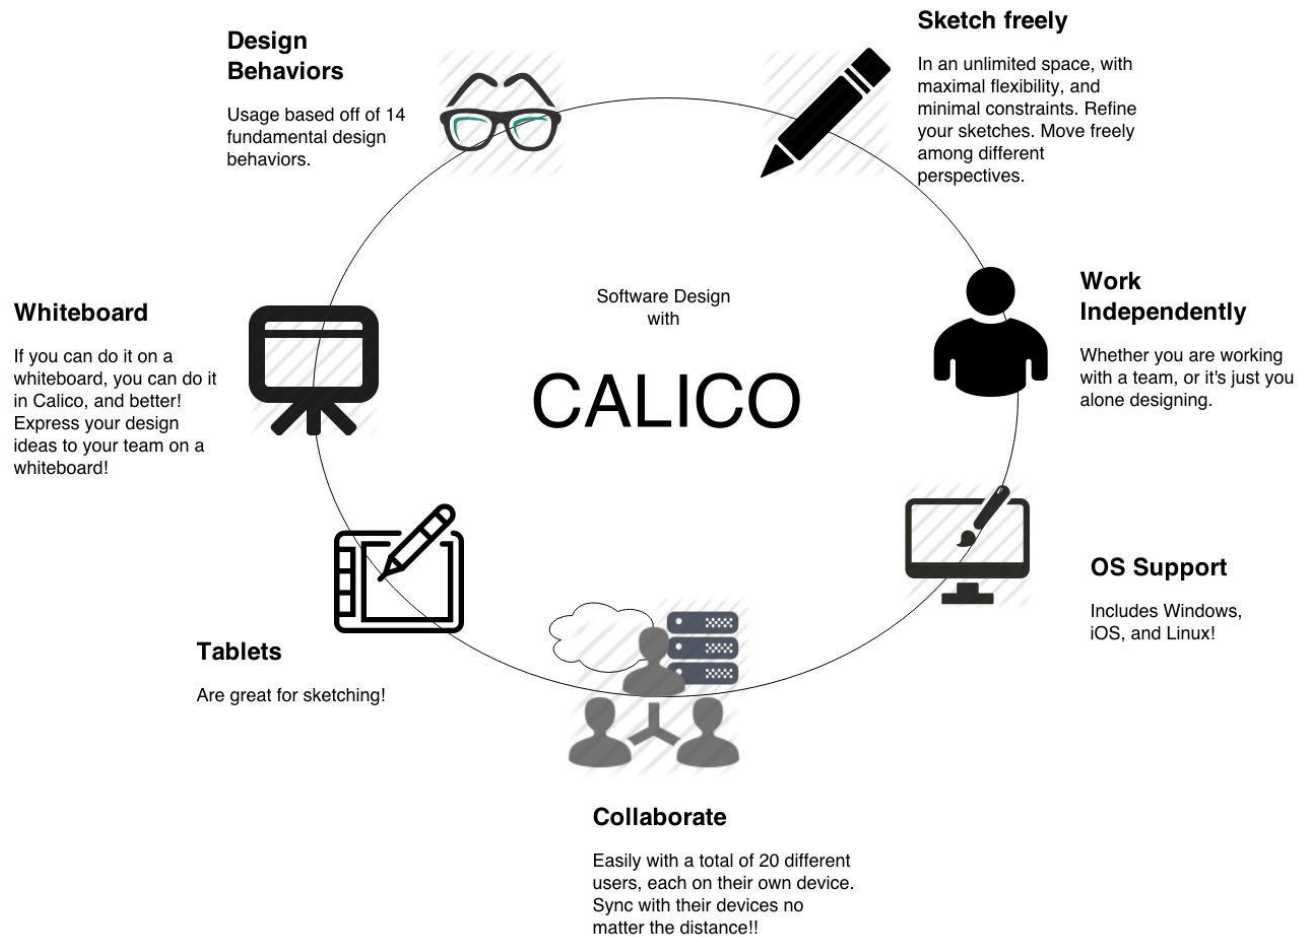 Design
Behaviors
Usage based off of 14
fundamental design
behaviors.
Sketch freely
In an unlimited space, with
maximal flexibility, and
minimal constraints. Refine
your sketches. Move freely
among different
perspectives.
Work
Independently
Whether you are working
with a team, or it's just you
alone designing.
Software Design
with
CALICO
Whiteboard
If you can do it on a
whiteboard, you can do it
in Calico, and better!
Express your design
ideas to your team on a
whiteboard!
OS Support
Includes Windows,
iOS, and Linux!
Tablets
Are great for sketching!
Collaborate
Easily with a total of 20 different
users, each on their own device.
Sync with their devices no
matter the distance!!